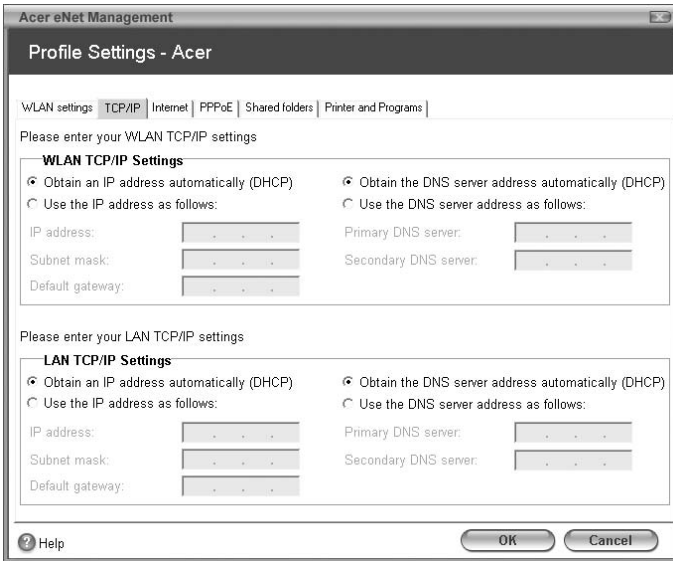 Acer eNet Management
Profile Settings - Acer
WLAN settings TCP/IP Internet PPPoE Shared folders Printer and Programs
Please enter your WLAN TCP/IP settings
WLAN TCP/IP Settings
Obtain an IP address automatically (DHCP) Obtain the DNS server address automatically (DHCP)
Use the IP address as follows: Use the DNS server address as follows:
IP address: Primary DNS server:
Subnet mask: Secondary DNS server:
Default gateway:
Please enter your LAN TCP/IP settings
LAN TCP/IP Settings
Obtain an IP address automatically (DHCP) Obtain the DNS server address automatically (DHCP)
Use the IP address as follows: Use the DNS server address as follows:
IP address: Primary DNS server:
Subnet mask: Secondary DNS server:
Default gateway:
? Help OK Cancel